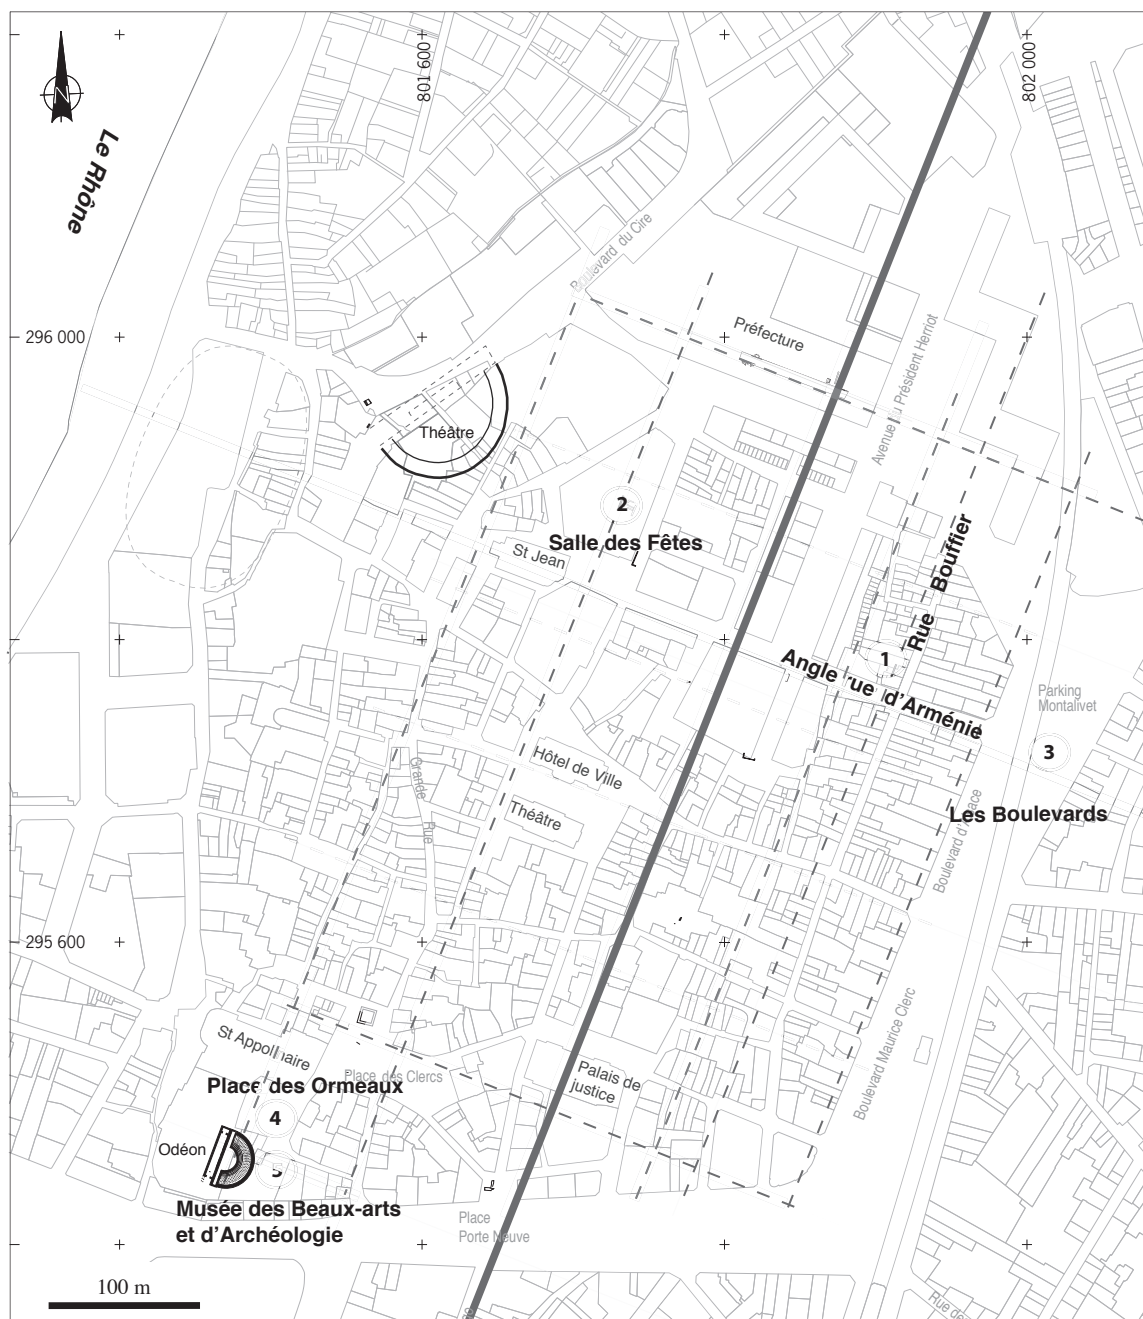 801 600
802 000
N
Le Rhône
Boulevard du Cire
296 000
Préfecture
Avenue du Président Herriot
Théâtre
2
Salle des Fêtes
St Jean
Rue Bouffier
1
Angle rue d'Arménie
Parking
Montalivet
3
Hôtel de Ville
Grande Rue
Théâtre
Les Boulevards
Boulevard d'Alsace
295 600
Boulevard Maurice Clerc
St Appollinaire
Place des Clercs
Palais de
justice
Place des Ormeaux
4
Odéon
5
Musée des Beaux-arts
et d'Archéologie
Place
Porte Neuve
100 m
Rue de